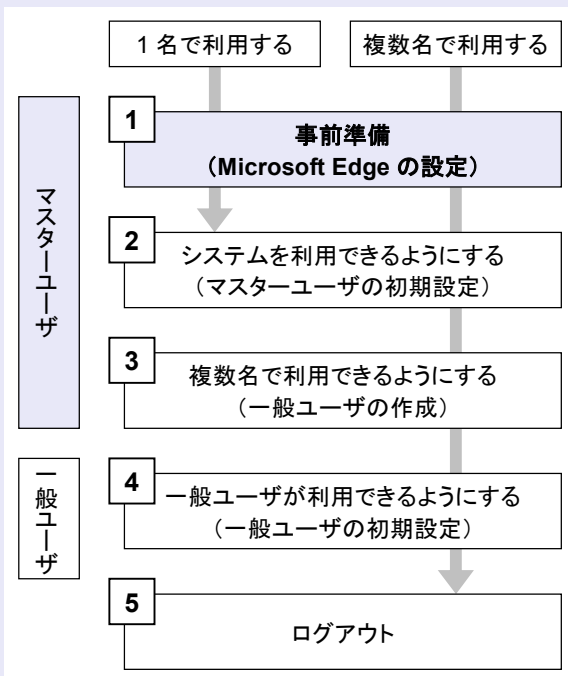 1 名で利用する
複数名で利用する
マスターユーザ
1
事前準備
（Microsoft Edge の設定）
2
システムを利用できるようにする
（マスターユーザの初期設定）
3
複数名で利用できるようにする
（一般ユーザの作成）
一般ユーザ
4
一般ユーザが利用できるようにする
（一般ユーザの初期設定）
5
ログアウト